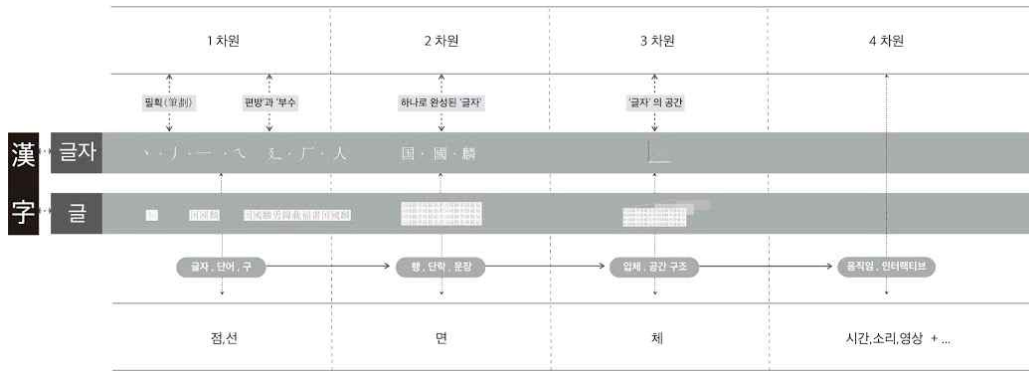 1 차원 2 차원 3 차원 4 차원
필획(筆劃) 편방'과 '부수 하나로 완성된 '글자' '글자' 의 공간
漢字
글자 丶 · 丿 · 一 · ㄟ 廴 · 厂 · 人 国 · 國 · 麟
글
글자 , 단어 , 구 행 , 단락 , 문장 입체 , 공간 구조 움직임 , 인터랙티브
점,선 면 체 시간,소리,영상 + ...